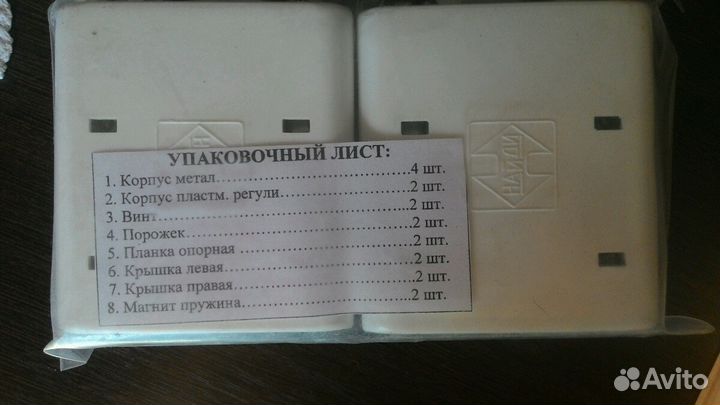 УПАКОВОЧНЫЙ ЛИСТ:
1. Корпус метал.....................................4 шт.
2. Корпус пластм. регули......................2 шт.
3. Винт..............................................2 шт.
4. Порожек........................................2 шт.
5. Планка опорная..............................2 шт.
6. Крышка левая................................2 шт.
7. Крышка правая..............................2 шт.
8. Магнит пружина............................2 шт.
НАЙДИ
Avito